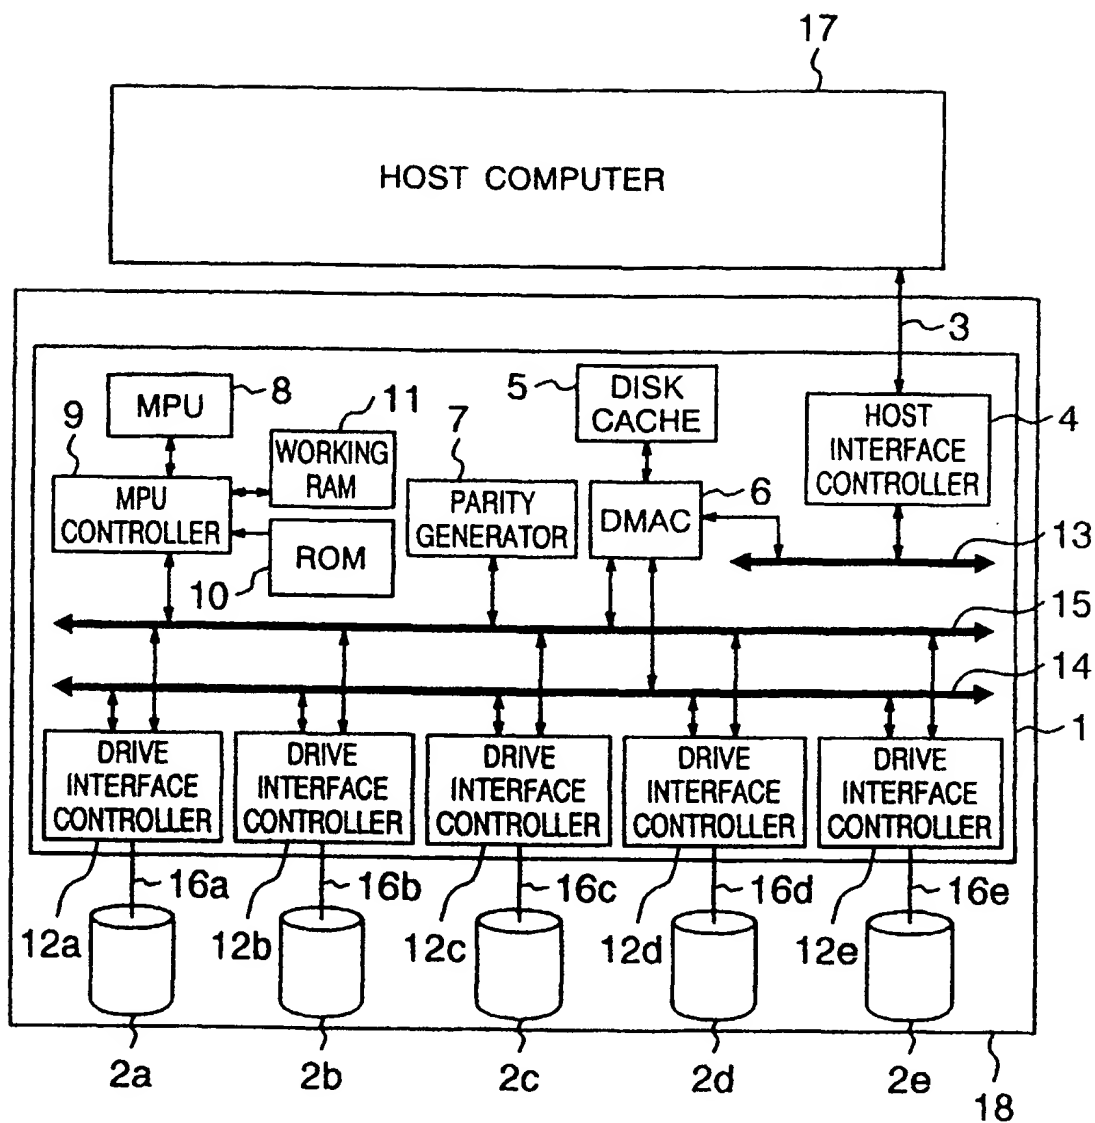 17
HOST COMPUTER
3
MPU
8
9
MPU
CONTROLLER
11
WORKING
RAM
ROM
10
7
PARITY
GENERATOR
5
DISK
CACHE
DMAC
6
HOST
INTERFACE
CONTROLLER
4
13
15
14
1
DRIVE
INTERFACE
CONTROLLER
DRIVE
INTERFACE
CONTROLLER
DRIVE
INTERFACE
CONTROLLER
DRIVE
INTERFACE
CONTROLLER
DRIVE
INTERFACE
CONTROLLER
16a
16b
16c
16d
16e
12a
12b
12c
12d
12e
2a
2b
2c
2d
2e
18